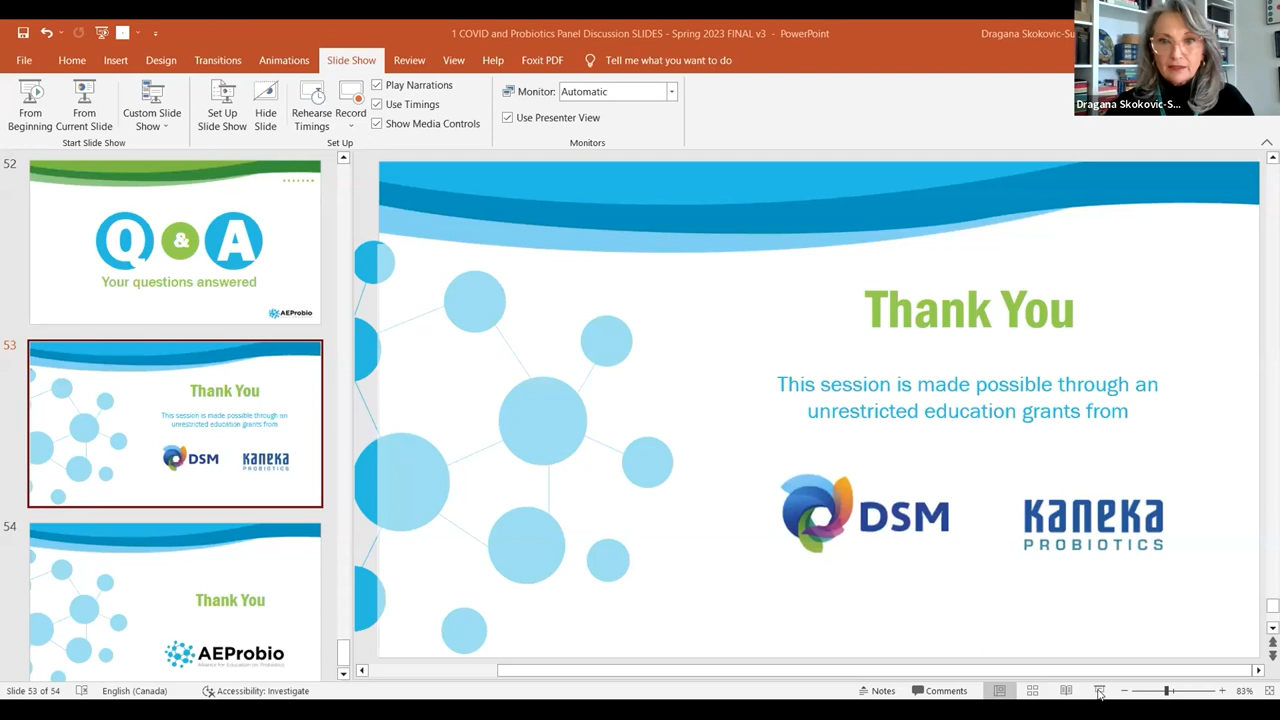 1 COVID and Probiotics Panel Discussion SLIDES - Spring 2023 FINAL v3 - PowerPoint
Dragana Skokovic-Su
File Home Insert Design Transitions Animations Slide Show Review View Help Foxit PDF Tell me what you want to do
Dragana Skokovic-S...
From Beginning
From Current Slide
Custom Slide Show
Set Up Slide Show
Hide Slide
Rehearse Timings
Record
Play Narrations
Use Timings
Show Media Controls
Monitor: Automatic
Use Presenter View
Start Slide Show
Set Up
Monitors
52
Q & A
Your questions answered
AEProbio
53
Thank You
This session is made possible through an
unrestricted education grants from
DSM KANEKA
PROBIOTICS
54
Thank You
AEProbio
Alliance for Education on Probiotics
Thank You
This session is made possible through an
unrestricted education grants from
DSM KANEKA
PROBIOTICS
Slide 53 of 54 English (Canada) Accessibility: Investigate Notes Comments 83%